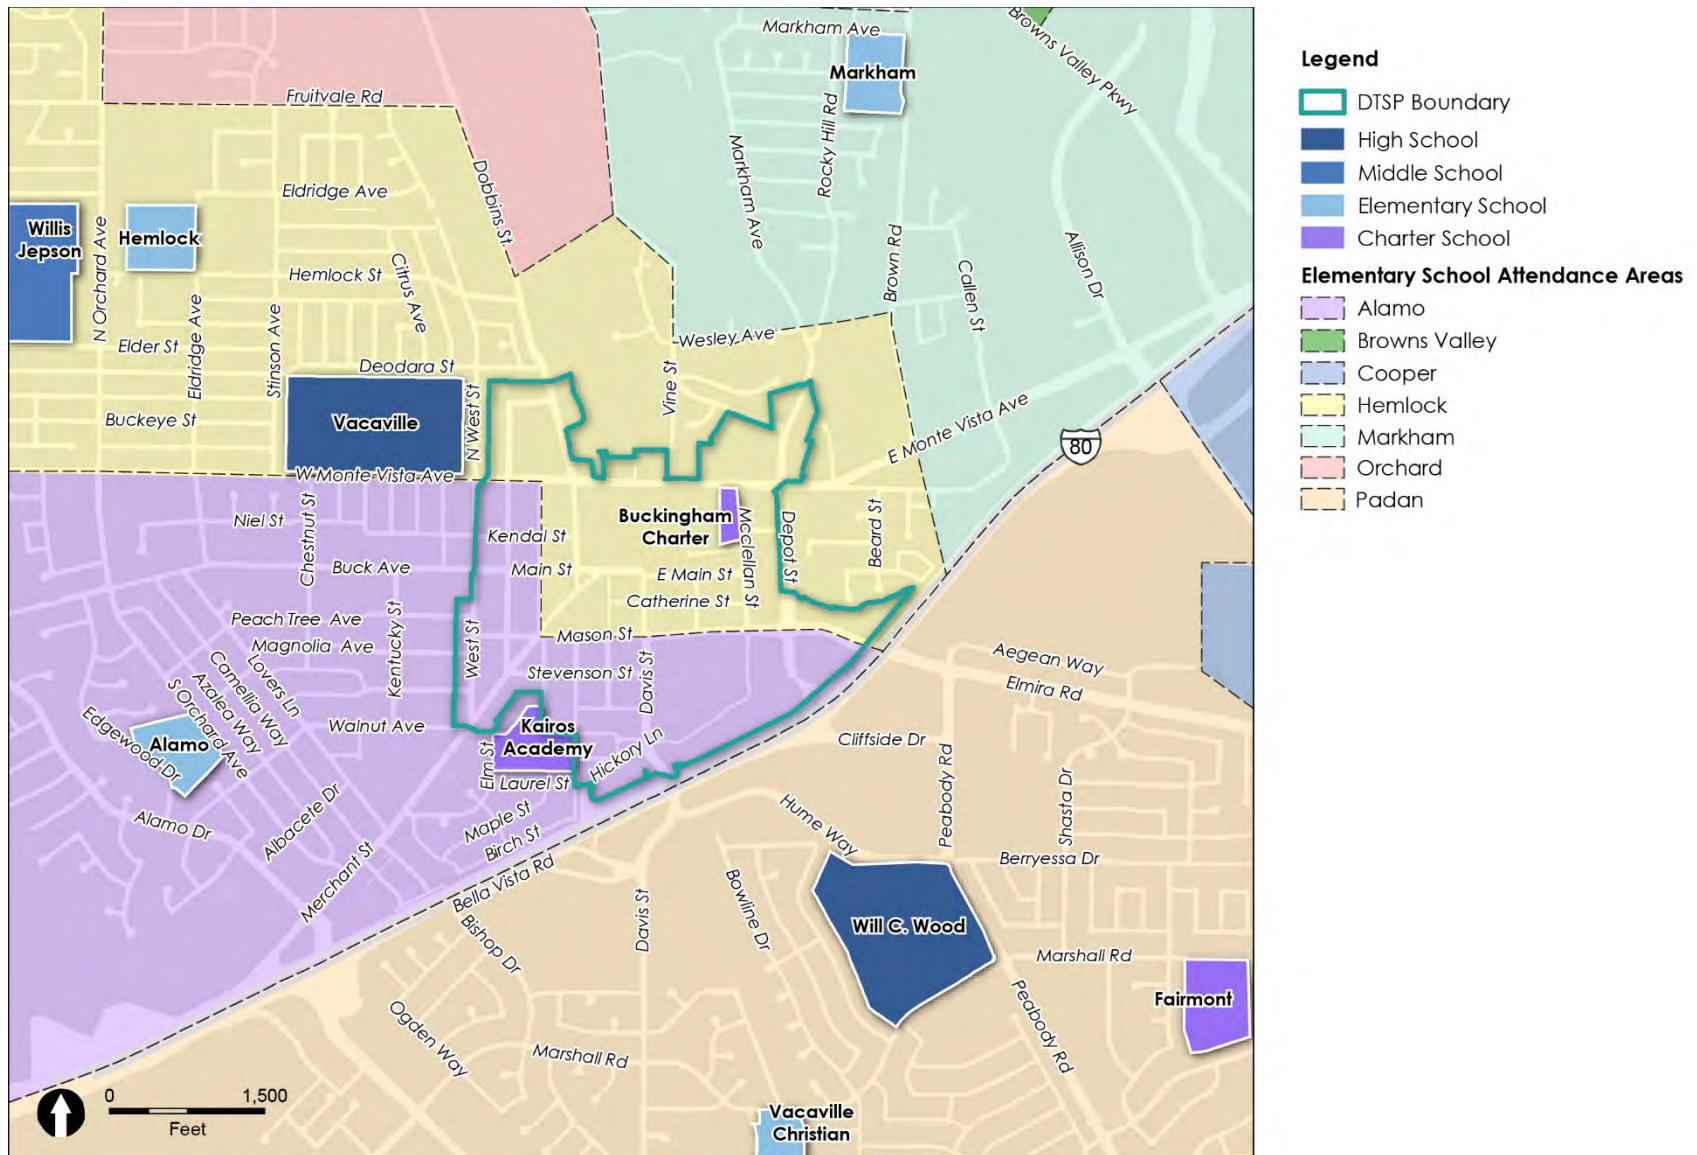 Markham Ave
Browns Valley Pkwy
Markham
Fruitvale Rd
Rocky Hill Rd
Markham Ave
Dobbins St.
Eldridge Ave
Willis
Jepson
Hemlock
N Orchard Ave
Hemlock St
Citrus Ave
Brown Rd
Callen St
Allison Dr
Elder St
Eldridge Ave
Stinson Ave
Wesley Ave
Deodara St
Vine St
N West St
Buckeye St
Vacaville
E Monte Vista Ave
80
W Monte Vista Ave
Niel St
Chestnut St
Kendal St
Buckingham
Charter
Mcclellan St
Depot St
Beard St
Buck Ave
Main St
E Main St
Catherine St
Peach Tree Ave
Magnolia Ave
Kentucky St
West St
Mason St
Stevenson St
Davis St
Aegean Way
Elmira Rd
Lovers Ln
Camellia Way
Azalea Way
S Orchard Ave
Edgewood Dr
Alamo
Walnut Ave
Kairos
Academy
Elm St
Hickory Ln
Laurel St
Cliffside Dr
Peabody Rd
Shasta Dr
Alamo Dr
Albacete Dr
Maple St
Birch St
Hume Way
Berryessa Dr
Merchant St
Bella Vista Rd
Bishop Dr
Davis St
Bowline Dr
Will C. Wood
Marshall Rd
Fairmont
Peabody Rd
Ogden Way
Marshall Rd
0 1,500
Feet
Vacaville
Christian
Legend
DTSP Boundary
High School
Middle School
Elementary School
Charter School
Elementary School Attendance Areas
Alamo
Browns Valley
Cooper
Hemlock
Markham
Orchard
Padan